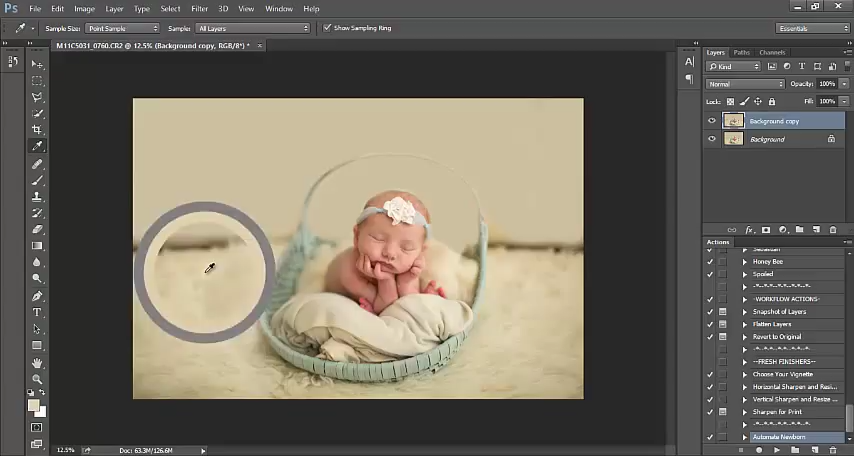 Ps File Edit Image Layer Type Select Filter 3D View Window Help
Sample Size: Point Sample Sampler: All Layers Show Sampling Ring Essentials
M11C5031_0760.CR2 @ 12.5% (Background copy, RGB/8*) * ×
Layers Paths Channels
Kind
Normal Opacity: 100%
Lock: Fill: 100%
Background copy
Background
fx
Actions
Honey Bee
Spoiled
-*--*--*--*--*--*-
-WORKFLOW ACTIONS-
Snapshot of Layers
Flatten Layers
Revert to Original
-*--*--*--*--*--*-
--FRESH FINISHERS--
Choose Your Vignette
Horizontal Sharpen and Resi...
Vertical Sharpen and Resize ...
Sharpen for Print
-*--*--*--*--*--*-
Automate Newborn
12.5% Doc: 63.3M/126.6M